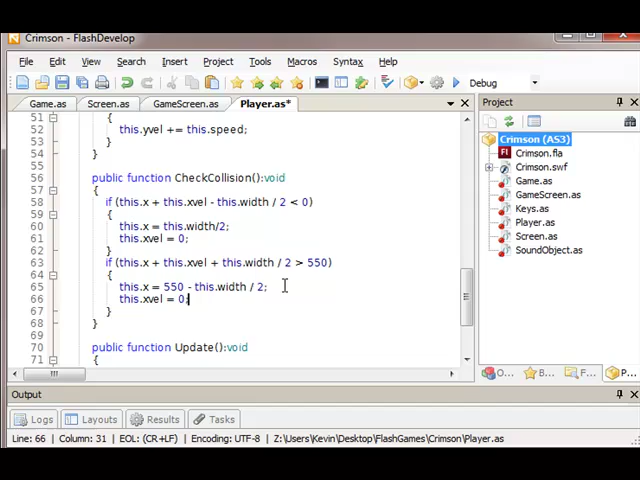 Crimson - FlashDevelop
File Edit View Search Insert Project Tools Macros Syntax Help
Debug
Game.as Screen.as GameScreen.as Player.as*
51 {
52 this.yvel += this.speed;
53 }
54 }
55
56 public function CheckCollision():void
57 {
58 if (this.x + this.xvel - this.width / 2 < 0)
59 {
60 this.x = this.width/2;
61 this.xvel = 0;
62 }
63 if (this.x + this.xvel + this.width / 2 > 550)
64 {
65 this.x = 550 - this.width / 2;
66 this.xvel = 0;
67 }
68 }
69
70 public function Update():void
71 {
Project
Crimson (AS3)
Crimson.fla
Crimson.swf
Game.as
GameScreen.as
Keys.as
Player.as
Screen.as
SoundObject.as
O... B... F... P...
Output
Logs Layouts Results Tasks
Line: 66 Column: 31 EOL: (CR+LF) Encoding: UTF-8 Z:\Users\Kevin\Desktop\FlashGames\Crimson\Player.as